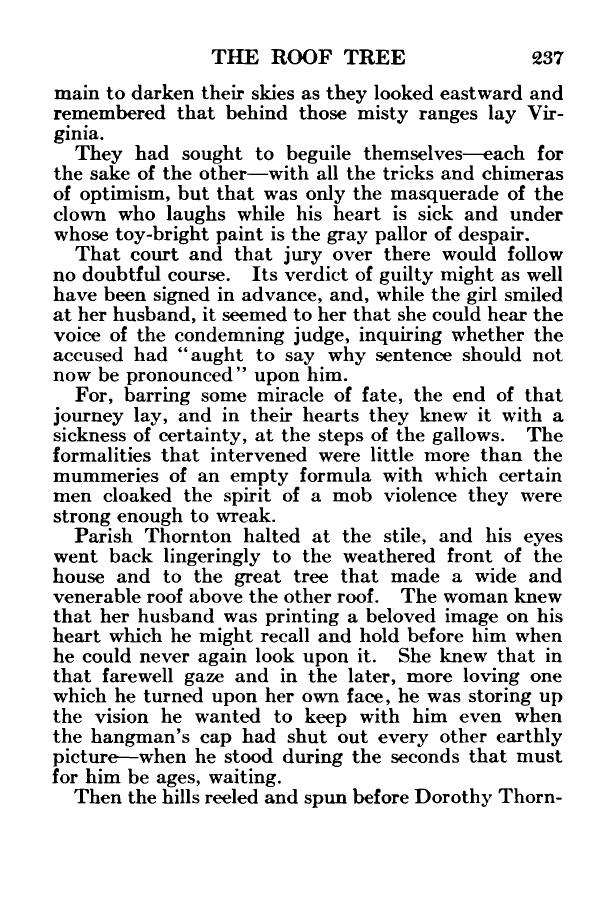 THE ROOF TREE 237
main to darken their skies as they looked eastward and
remembered that behind those misty ranges lay Vir-
ginia.
They had sought to beguile themselves—each for
the sake of the other—with all the tricks and chimeras
of optimism, but that was only the masquerade of the
clown who laughs while his heart is sick and under
whose toy-bright paint is the gray pallor of despair.
That court and that jury over there would follow
no doubtful course. Its verdict of guilty might as well
have been signed in advance, and, while the girl smiled
at her husband, it seemed to her that she could hear the
voice of the condemning judge, inquiring whether the
accused had "aught to say why sentence should not
now be pronounced" upon him.
For, barring some miracle of fate, the end of that
journey lay, and in their hearts they knew it with a
sickness of certainty, at the steps of the gallows. The
formalities that intervened were little more than the
mummeries of an empty formula with which certain
men cloaked the spirit of a mob violence they were
strong enough to wreak.
Parish Thornton halted at the stile, and his eyes
went back lingeringly to the weathered front of the
house and to the great tree that made a wide and
venerable roof above the other roof. The woman knew
that her husband was printing a beloved image on his
heart which he might recall and hold before him when
he could never again look upon it. She knew that in
that farewell gaze and in the later, more loving one
which he turned upon her own face, he was storing up
the vision he wanted to keep with him even when
the hangman's cap had shut out every other earthly
picture—when he stood during the seconds that must
for him be ages, waiting.
Then the hills reeled and spun before Dorothy Thorn-